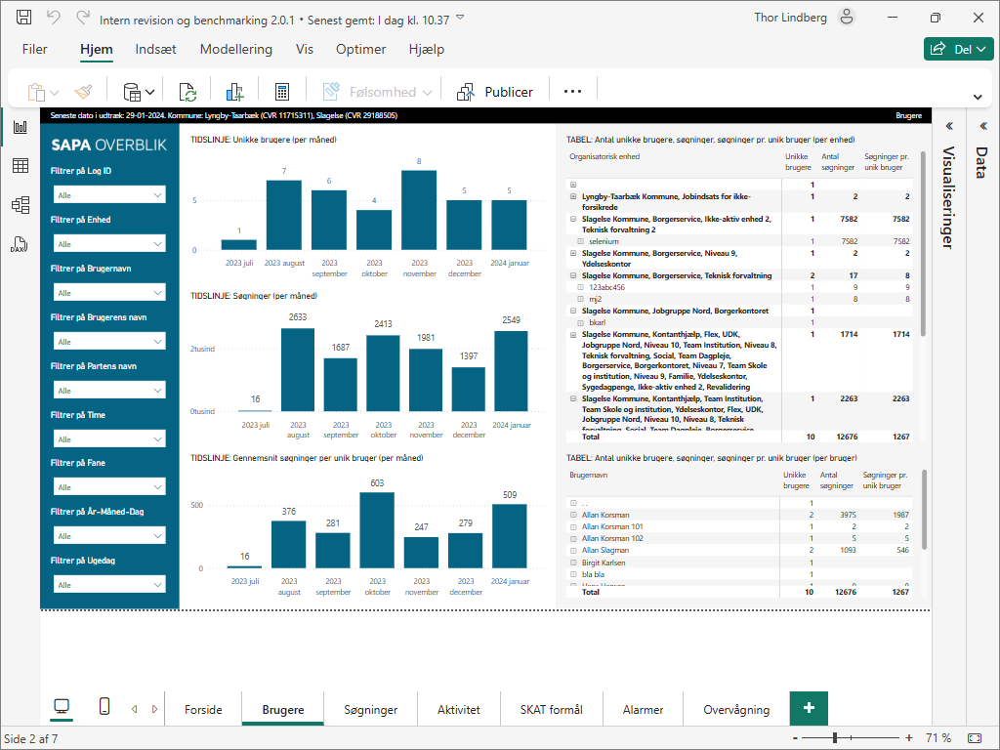 Intern revision og benchmarking 2.0.1 • Senest gemt: I dag kl. 10.37
Thor Lindberg
Filer Hjem Indsæt Modellering Vis Optimer Hjælp
Del
Følsomhed
Publicer
Seneste dato i udtræk: 29-01-2024. Kommune: Lyngby-Taarbæk (CVR 11715311), Slagelse (CVR 29188505)
Brugere
SAPA OVERBLIK
Filtrer på Log ID
Alle
Filtrer på Enhed
Alle
Filtrer på Brugernavn
Alle
Filtrer på Brugerens navn
Alle
Filtrer på Partens navn
Alle
Filtrer på Time
Alle
Filtrer på Fane
Alle
Filtrer på År-Måned-Dag
Alle
Filtrer på Ugedag
Alle
TIDSLINJE: Unikke brugere (per måned)
5
0
1
7
6
4
8
5
5
2023 juli
2023 august
2023 september
2023 oktober
2023 november
2023 december
2024 januar
TIDSLINJE: Søgninger (per måned)
2tusind
0tusind
16
2633
1687
2413
1981
1397
2549
2023 juli
2023 august
2023 september
2023 oktober
2023 november
2023 december
2024 januar
TIDSLINJE: Gennemsnit søgninger per unik bruger (per måned)
500
0
16
376
281
603
247
279
509
2023 juli
2023 august
2023 september
2023 oktober
2023 november
2023 december
2024 januar
TABEL: Antal unikke brugere, søgninger, søgninger pr. unik bruger (per enhed)
Organisatorisk enhed Unikke brugere Antal søgninger Søgninger pr. unik bruger
1
Lyngby-Taarbæk Kommune, Jobindsats for ikke- 1 2 2
forsikrede
Slagelse Kommune, Borgerservice, Ikke-aktiv enhed 2, 1 7582 7582
Teknisk forvaltning 2
selenium 1 7582 7582
Slagelse Kommune, Borgerservice, Niveau 9, 1 2 2
Ydelseskontor
Slagelse Kommune, Borgerservice, Teknisk forvaltning 2 17 8
123abc456 1 9 9
mj2 1 8 8
Slagelse Kommune, Jobgruppe Nord, Borgerkontoret 1
bkarl 1
Slagelse Kommune, Kontanthjælp, Flex, UDK, 1 1714 1714
Jobgruppe Nord, Niveau 10, Team Institution, Niveau 8,
Teknisk forvaltning, Social, Team Dagpleje,
Borgerservice, Borgerkontoret, Niveau 7, Team Skole
og institution, Niveau 9, Familie, Ydelseskontor,
Sygedagpenge, Ikke-aktiv enhed 2, Revalidering
Slagelse Kommune, Kontanthjælp, Team Institution, 1 2263 2263
Team Skole og institution, Ydelseskontor, Flex, UDK,
Jobgruppe Nord, Niveau 10, Niveau 8, Teknisk
forvaltning, Social, Team Dagpleje, Borgerservice
Total 10 12676 1267
TABEL: Antal unikke brugere, søgninger, søgninger pr. unik bruger (per bruger)
Brugernavn Unikke brugere Antal søgninger Søgninger pr. unik bruger
. . 1
Allan Korsman 2 3975 1987
Allan Korsman 101 1 2 2
Allan Korsman 102 1 5 5
Allan Slagman 2 1093 546
Birgit Karlsen 1
bla bla 1
Total 10 12676 1267
Visualiseringer
Data
DAX
Forside Brugere Søgninger Aktivitet SKAT formål Alarmer Overvågning +
Side 2 af 7
- + 71 %